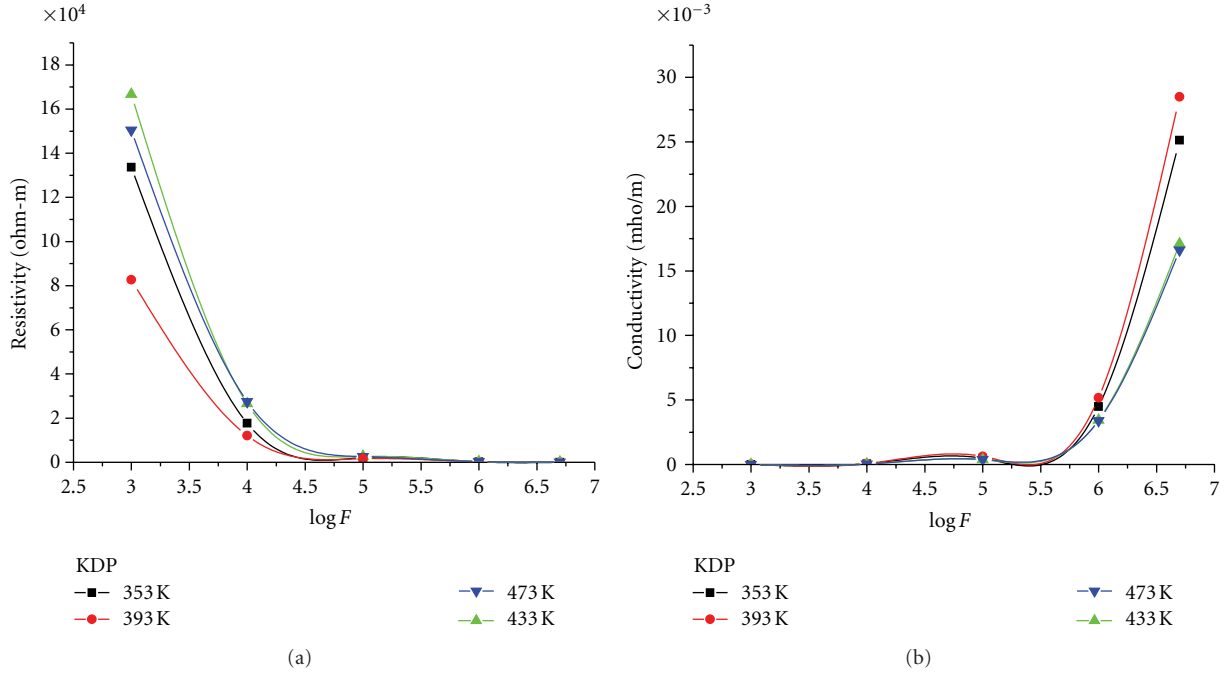 ×10⁴
18
16
14
12
10
8
6
4
2
0
Resistivity (ohm-m)
2.5 3 3.5 4 4.5 5 5.5 6 6.5 7
log F
KDP
353 K
393 K
473 K
433 K
(a)
×10⁻³
30
25
20
15
10
5
0
Conductivity (mho/m)
2.5 3 3.5 4 4.5 5 5.5 6 6.5 7
log F
KDP
353 K
393 K
473 K
433 K
(b)